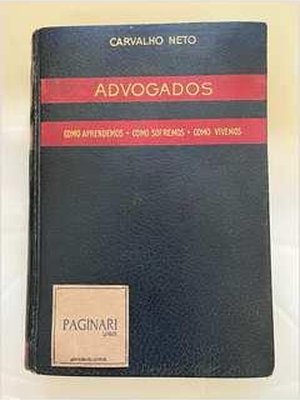 CARVALHO NETO
ADVOGADOS
COMO APRENDEMOS - COMO SOFREMOS - COMO VIVEMOS
PAGINARI